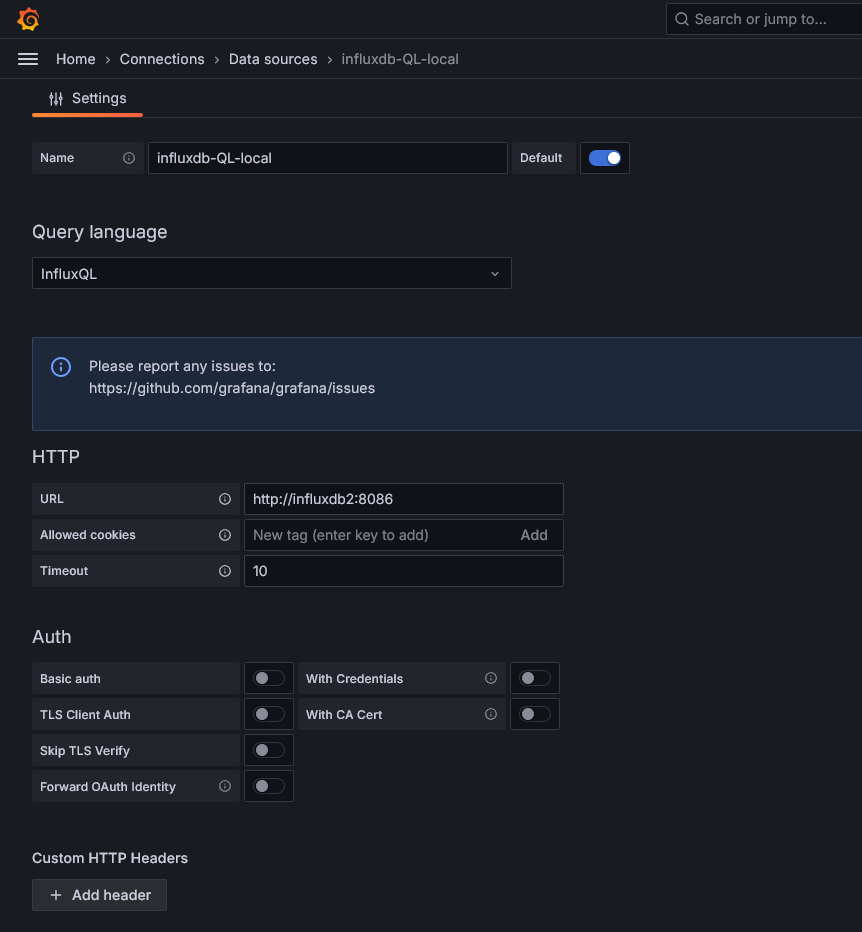 Search or jump to...
Home › Connections › Data sources › influxdb-QL-local
Settings
Name influxdb-QL-local Default
Query language
InfluxQL
Please report any issues to:
https://github.com/grafana/grafana/issues
HTTP
URL http://influxdb2:8086
Allowed cookies New tag (enter key to add) Add
Timeout 10
Auth
Basic auth With Credentials
TLS Client Auth With CA Cert
Skip TLS Verify
Forward OAuth Identity
Custom HTTP Headers
+ Add header